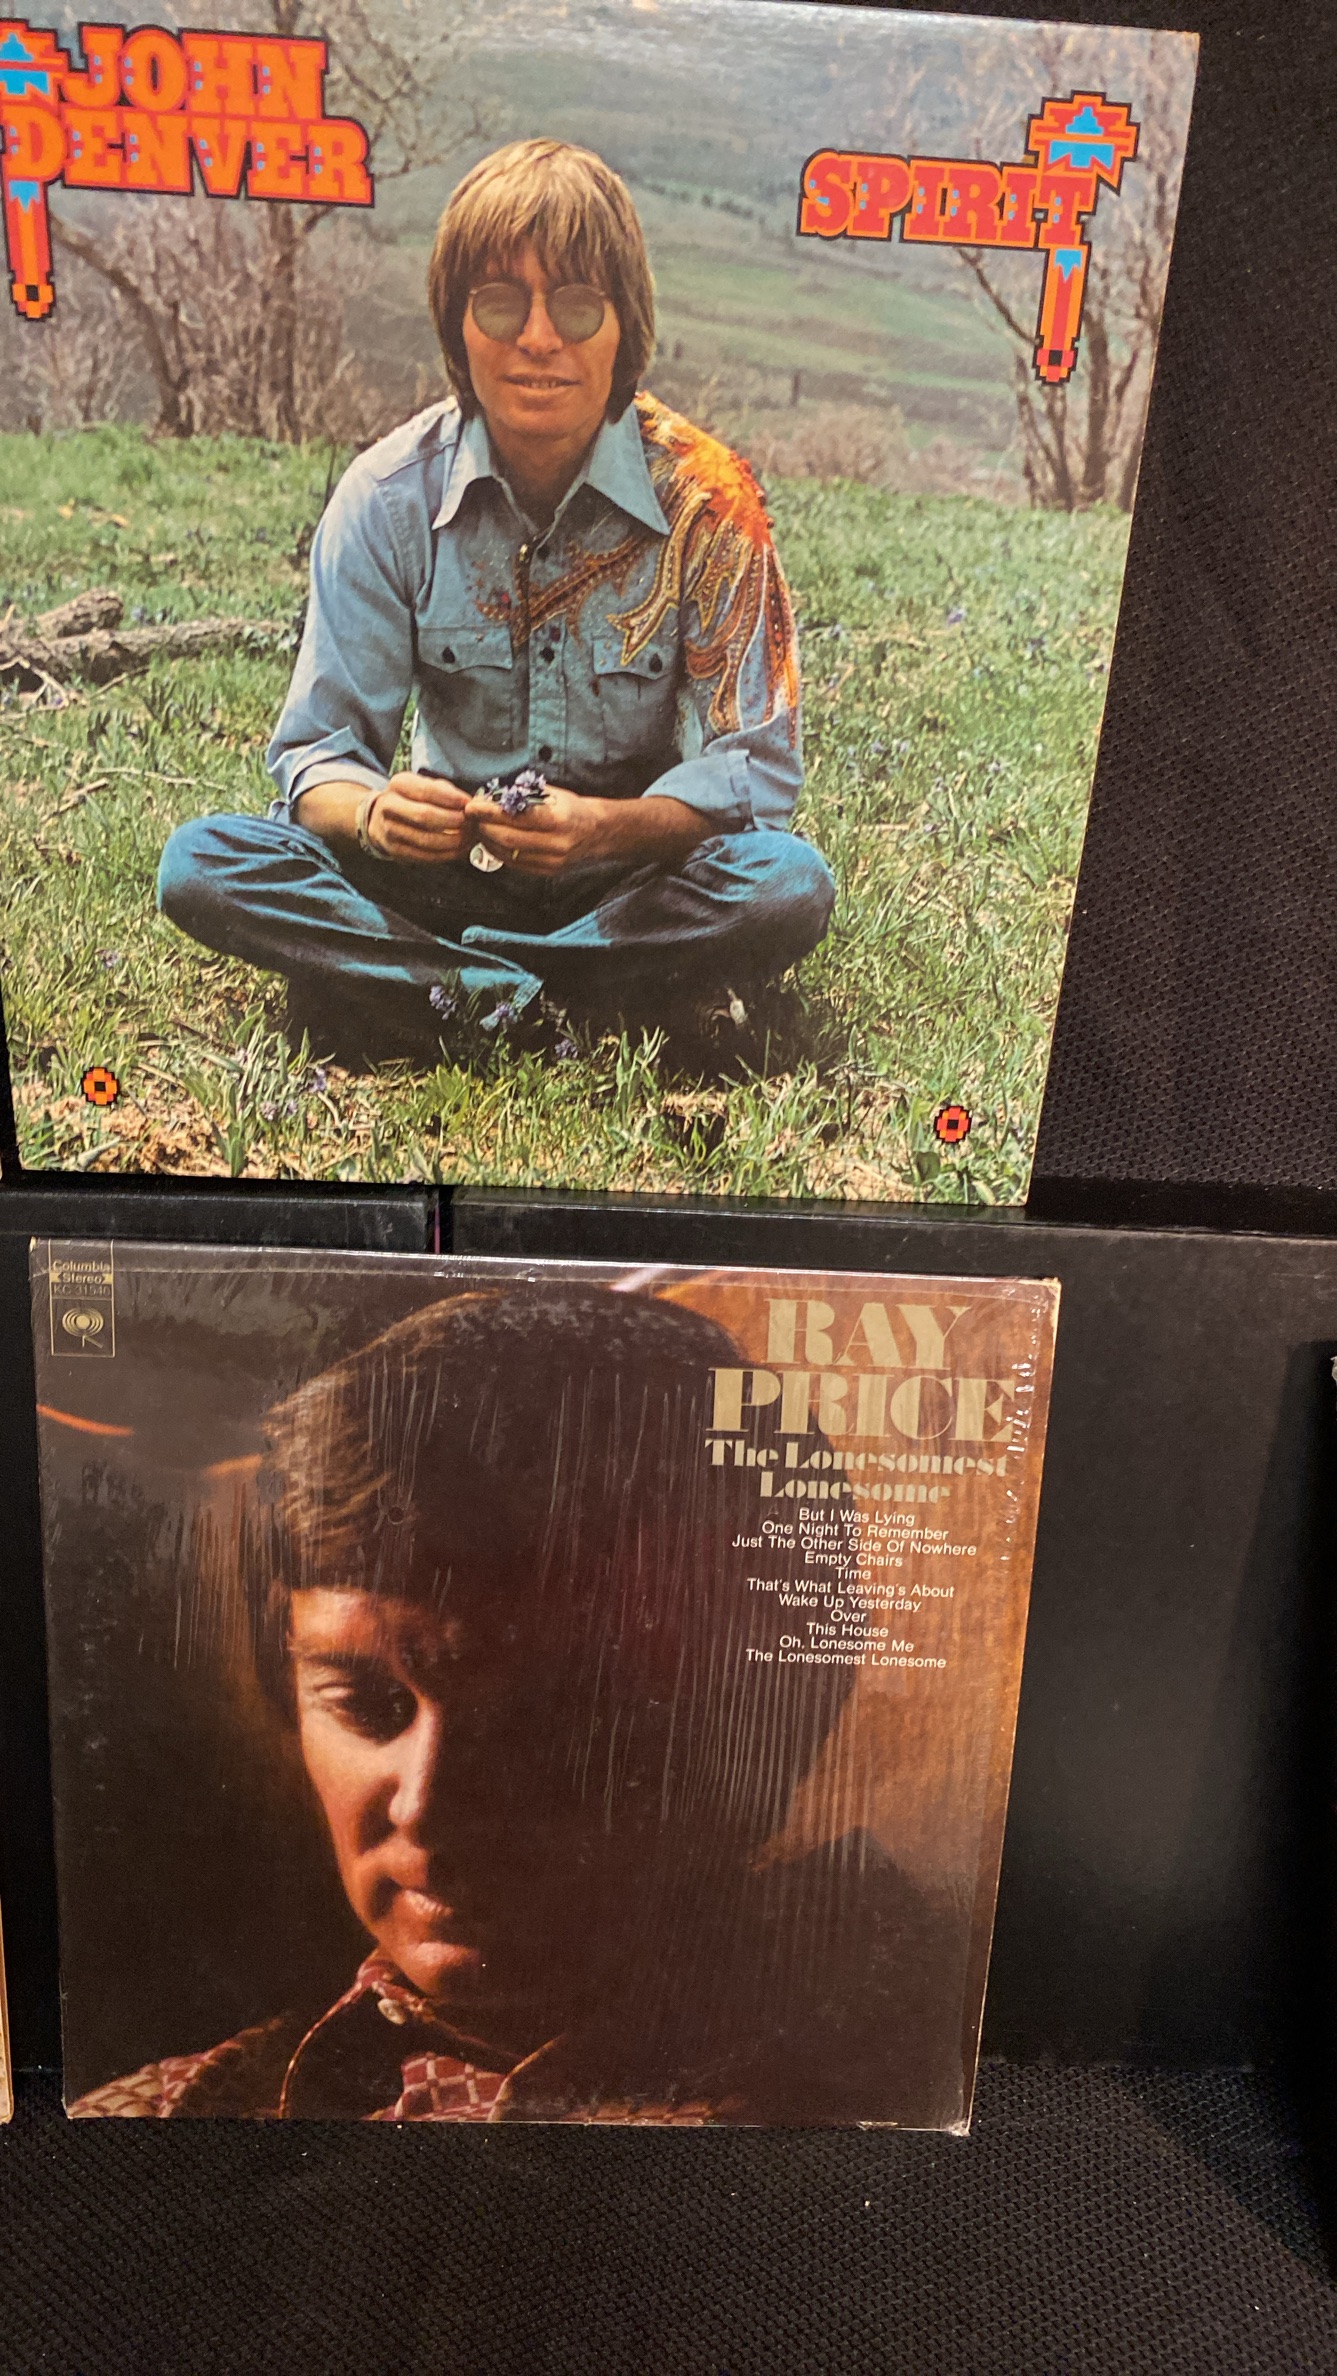 JOHN
DENVER
SPIRIT
Columbia
Stereo
KC 31546
RAY
PRICE
The Lonesomest
Lonesome
But I Was Lying
One Night To Remember
Just The Other Side Of Nowhere
Empty Chairs
Time
That's What Leaving's About
Wake Up Yesterday
Over
This House
Oh, Lonesome Me
The Lonesomest Lonesome